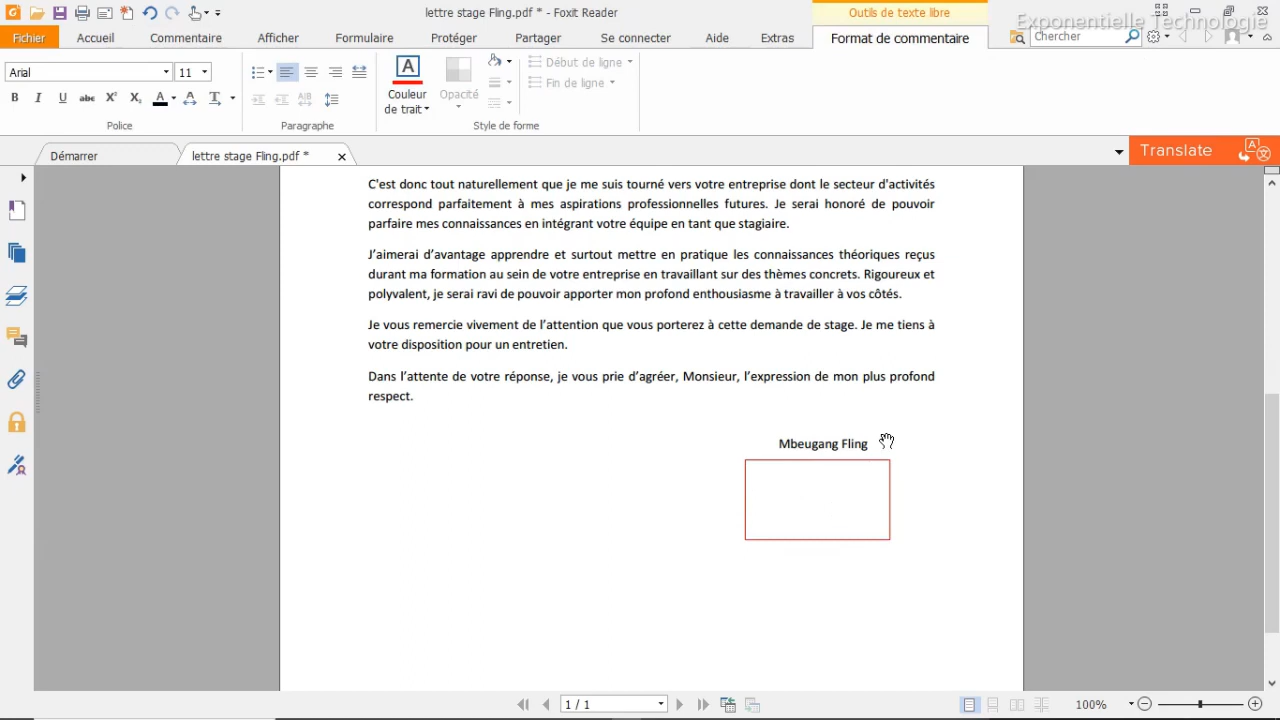 lettre stage Fling.pdf * - Foxit Reader
Outils de texte libre
Exponentielle Technologie
Fichier Accueil Commentaire Afficher Formulaire Protéger Partager Se connecter Aide Extras Format de commentaire Chercher
Arial 11
Couleur de trait
Opacité
Début de ligne
Fin de ligne
Police Paragraphe Style de forme
Démarrer lettre stage Fling.pdf * Translate
C'est donc tout naturellement que je me suis tourné vers votre entreprise dont le secteur d'activités
correspond parfaitement à mes aspirations professionnelles futures. Je serai honoré de pouvoir
parfaire mes connaissances en intégrant votre équipe en tant que stagiaire.
J'aimerai d'avantage apprendre et surtout mettre en pratique les connaissances théoriques reçus
durant ma formation au sein de votre entreprise en travaillant sur des thèmes concrets. Rigoureux et
polyvalent, je serai ravi de pouvoir apporter mon profond enthousiasme à travailler à vos côtés.
Je vous remercie vivement de l'attention que vous porterez à cette demande de stage. Je me tiens à
votre disposition pour un entretien.
Dans l'attente de votre réponse, je vous prie d'agréer, Monsieur, l'expression de mon plus profond
respect.
Mbeugang Fling
1 / 1 100%